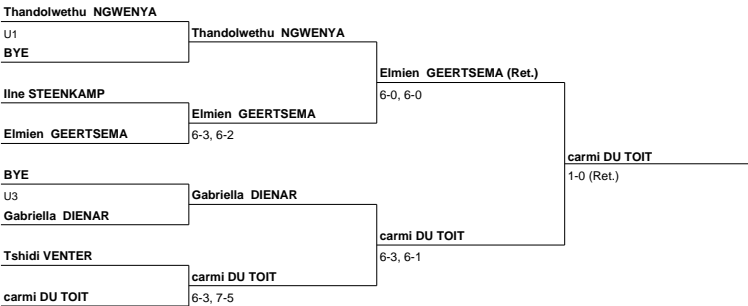 Thandolwethu NGWENYA
U1
BYE
Thandolwethu NGWENYA
Ilne STEENKAMP
Elmien GEERTSEMA
Elmien GEERTSEMA
6-3, 6-2
Elmien GEERTSEMA (Ret.)
6-0, 6-0
BYE
U3
Gabriella DIENAR
Gabriella DIENAR
Tshidi VENTER
carmi DU TOIT
carmi DU TOIT
6-3, 7-5
carmi DU TOIT
6-3, 6-1
carmi DU TOIT
1-0 (Ret.)